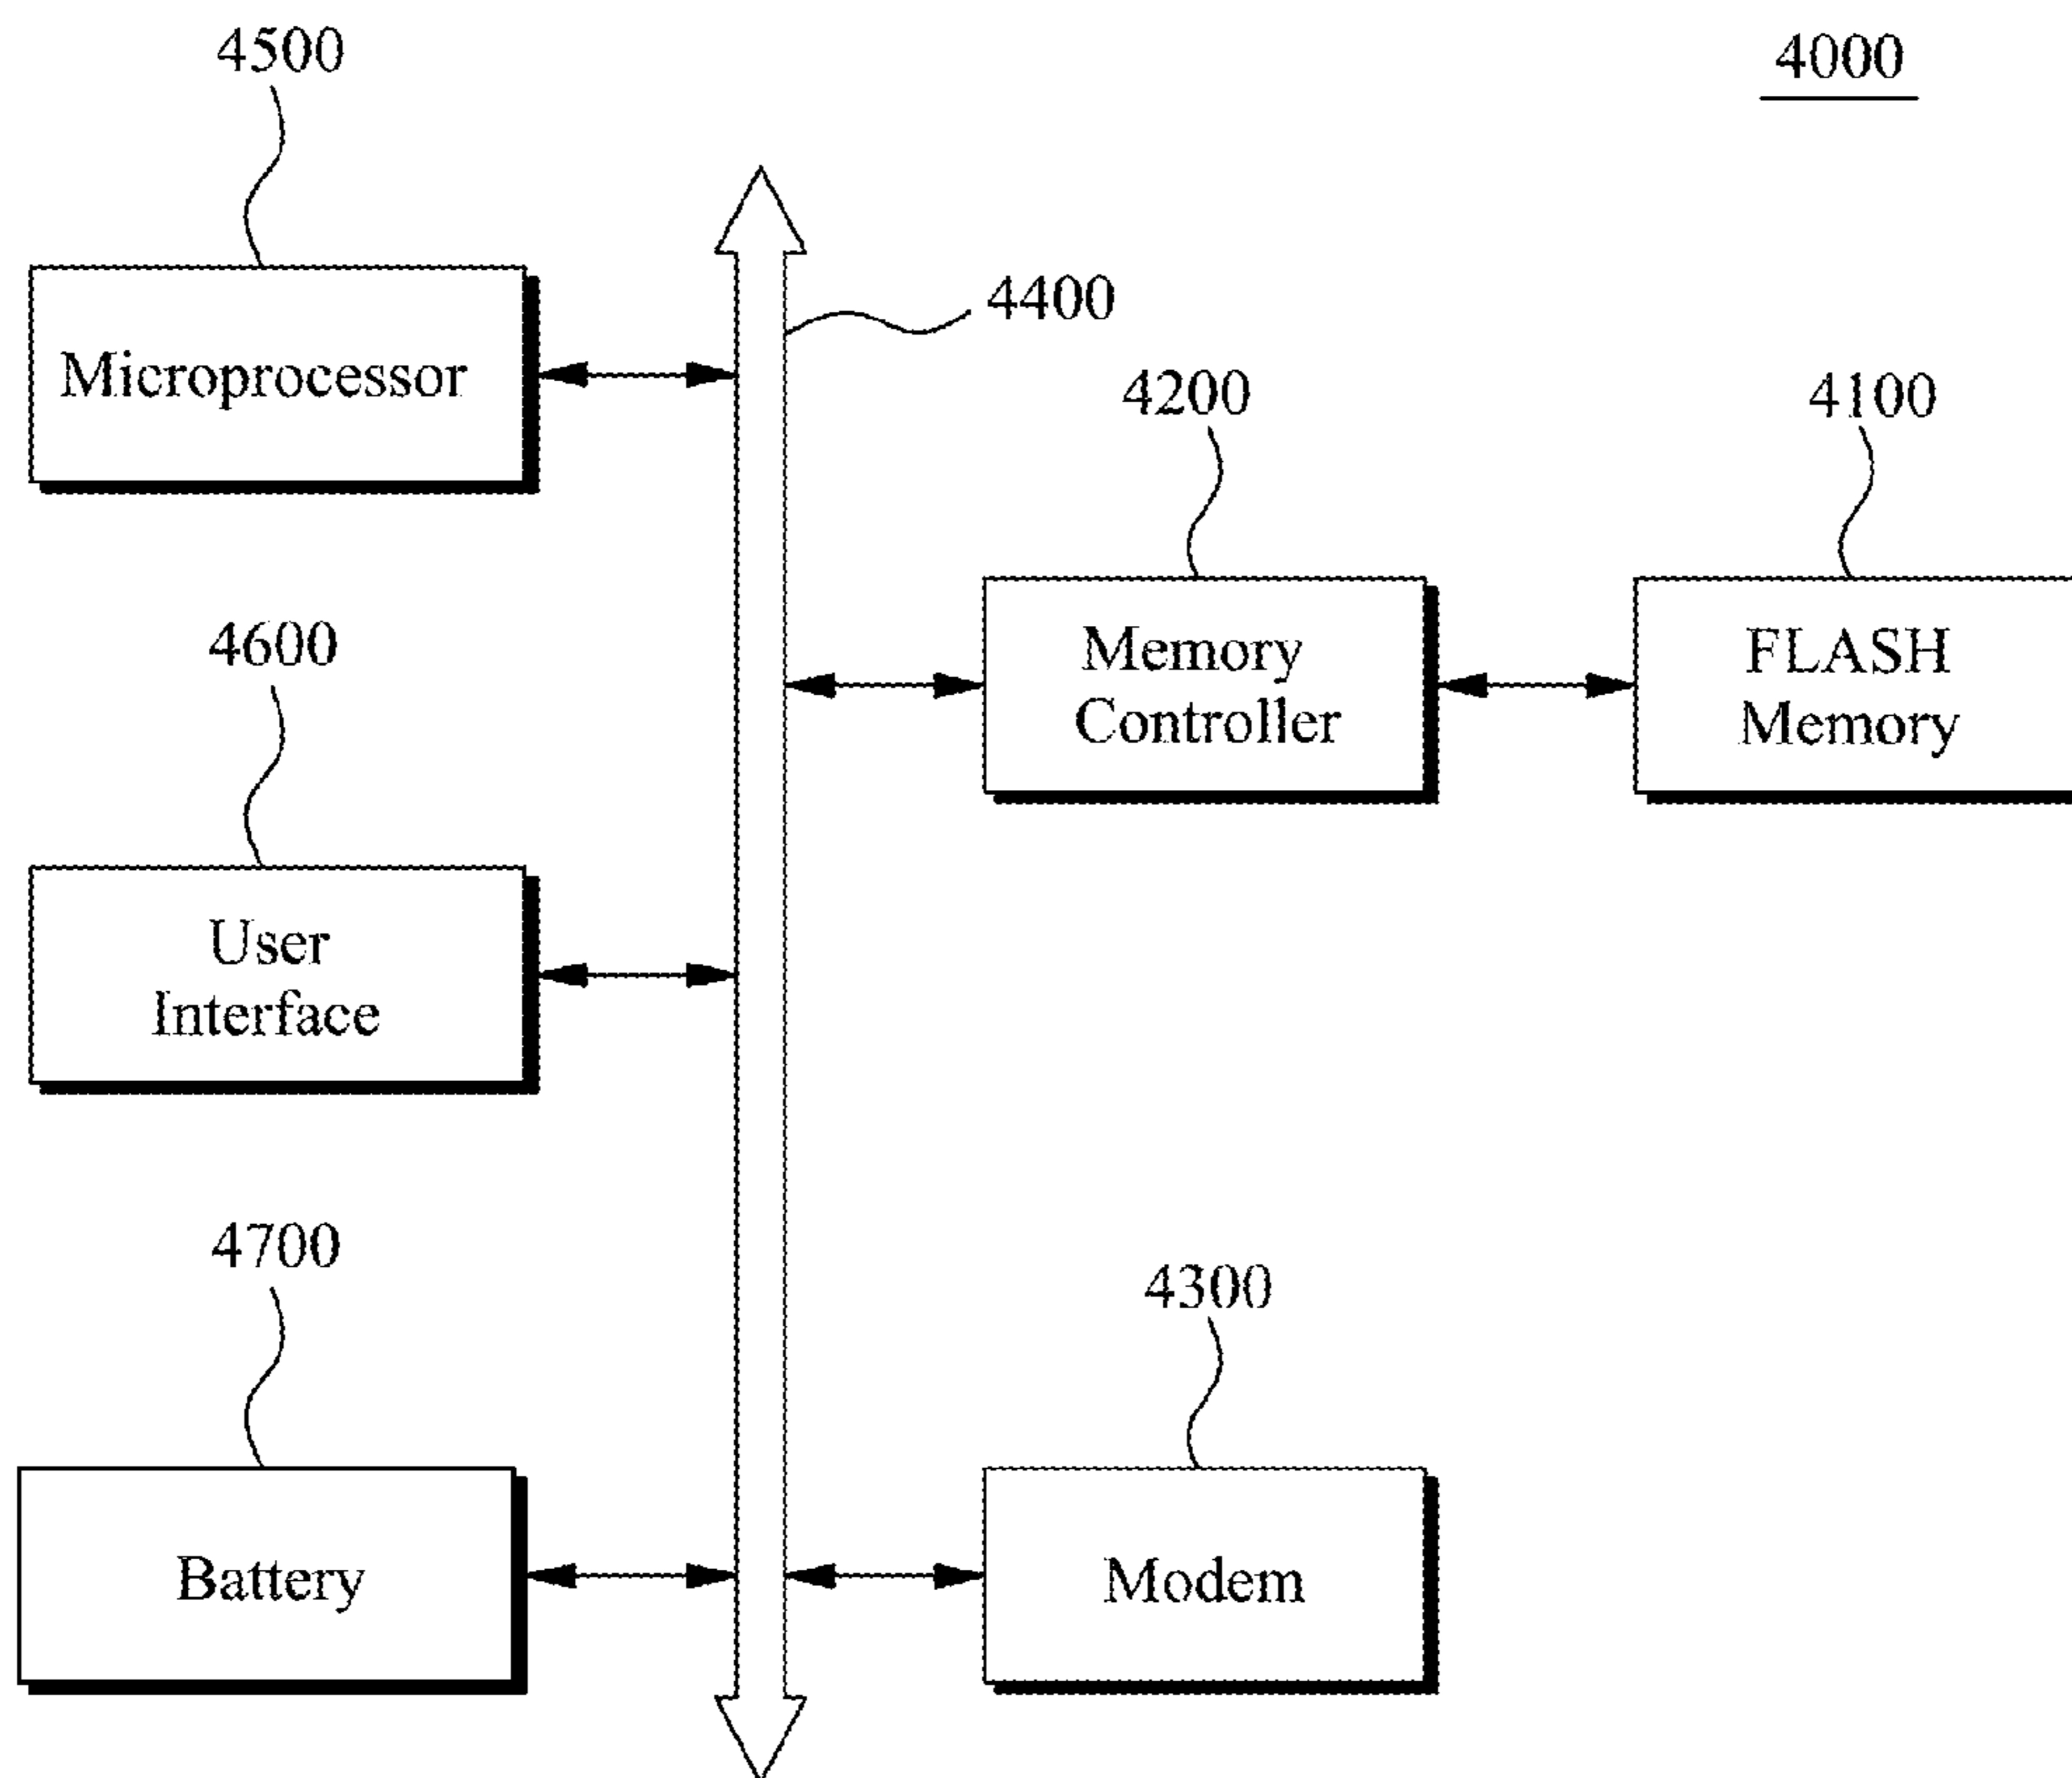 4500
4000
Microprocessor
4400
4200
4100
Memory
Controller
FLASH
Memory
4600
User
Interface
4700
4300
Battery
Modem